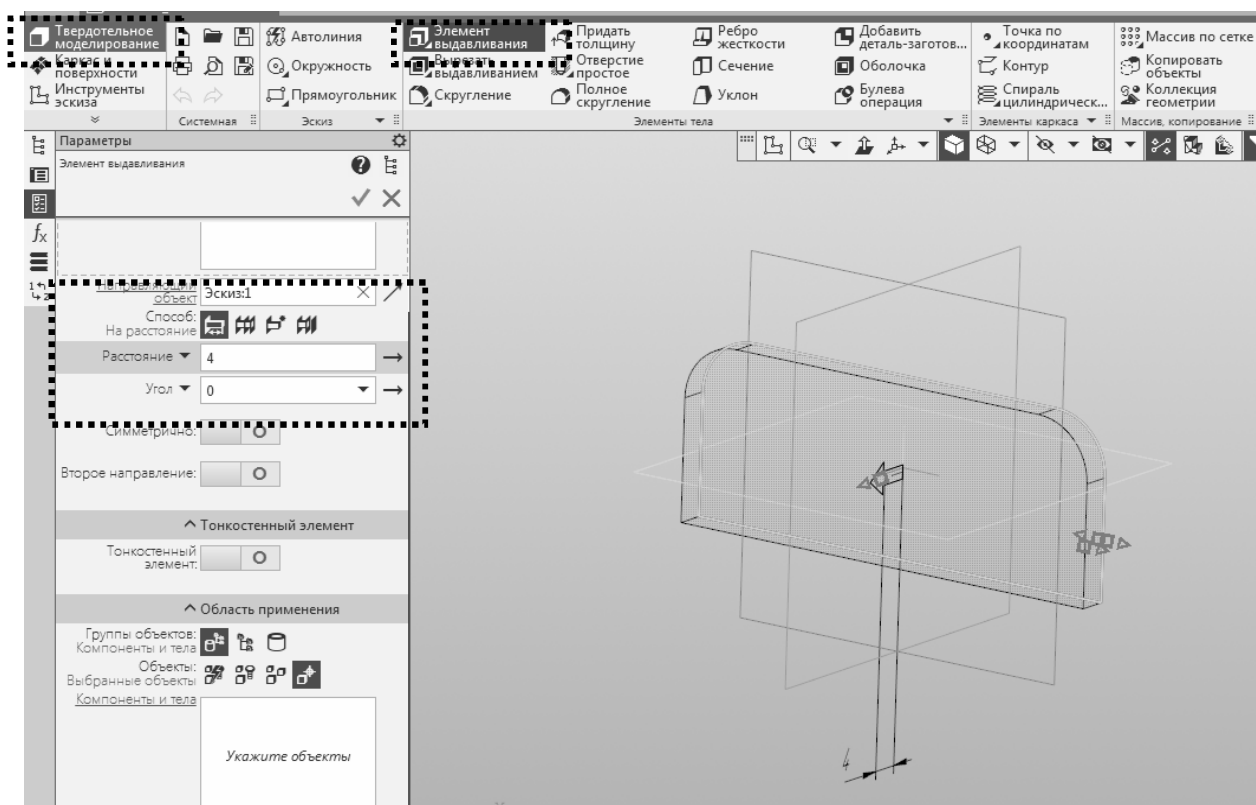 Твердотельное
моделирование
Каркас и
поверхности
Инструменты
эскиза
Системная
Автолиния
Окружность
Прямоугольник
Эскиз
Элемент
выдавливания
Вырезать
выдавливанием
Скругление
Придать
толщину
Отверстие
простое
Полное
скругление
Ребро
жесткости
Сечение
Уклон
Добавить
деталь-заготов...
Оболочка
Булева
операция
Элементы тела
Точка по
координатам
Контур
Спираль
цилиндрическ...
Элементы каркаса
Массив по сетке
Копировать
объекты
Коллекция
геометрии
Массив, копирование
Параметры
Элемент выдавливания
Направляющий
объект
Эскиз:1
Способ:
На расстояние
Расстояние
4
Угол
0
Симметрично:
Второе направление:
Тонкостенный элемент
Тонкостенный
элемент:
Область применения
Группы объектов:
Компоненты и тела
Объекты:
Выбранные объекты
Компоненты и тела
Укажите объекты
4